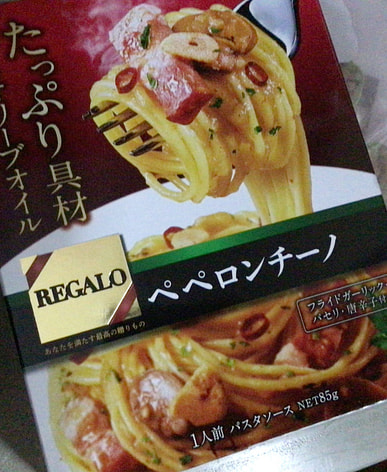 たっぷり具材
リーブオイル
REGALO
あなたを満たす最高の贈りもの
ペペロンチーノ
フライドガーリック・
パセリ・唐辛子
1人前 パスタソース NET85g